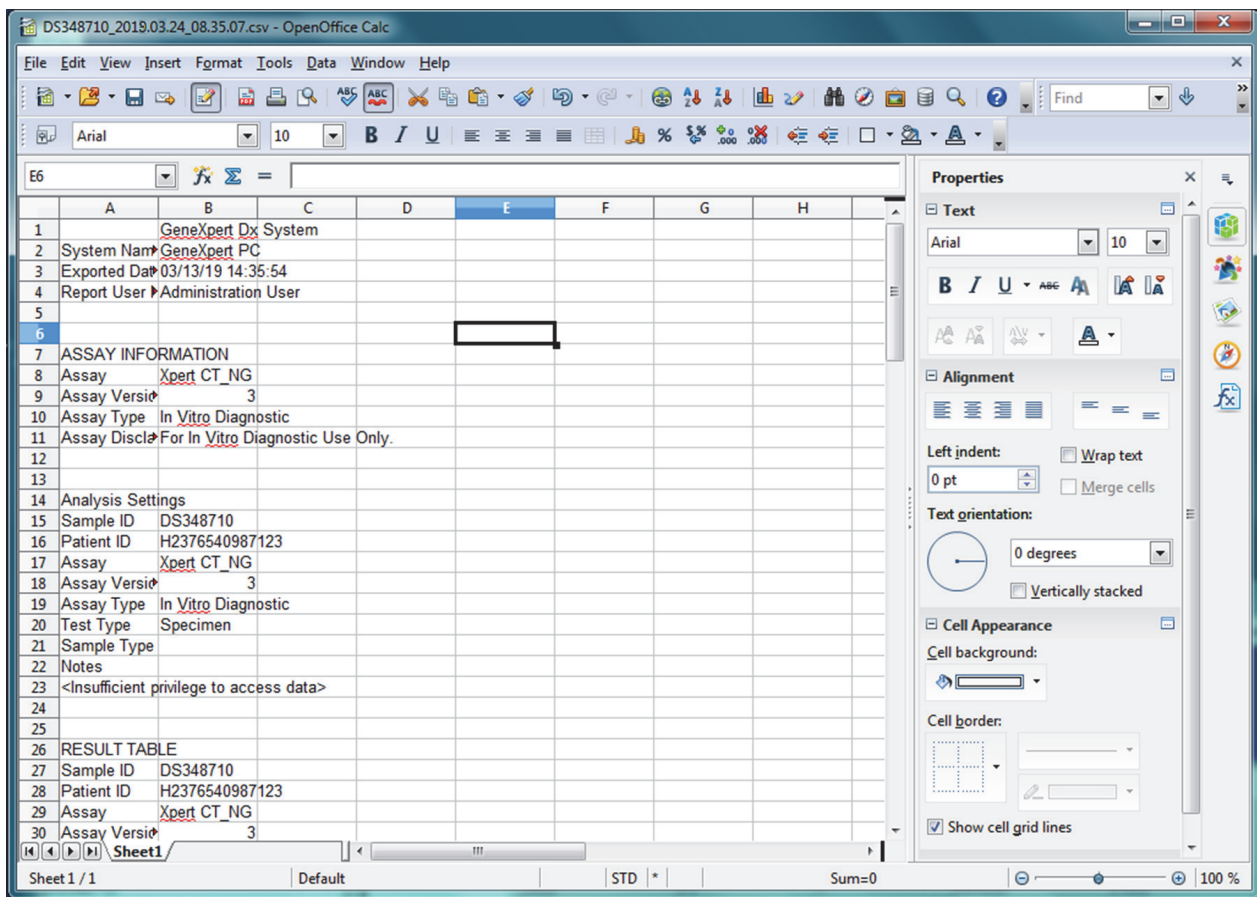 DS348710_2019.03.24_08.35.07.csv - OpenOffice Calc
File Edit View Insert Format Tools Data Window Help
Find
Arial 10 B I U
E6
A B C D E F G H
1 GeneXpert Dx System
2 System Nam GeneXpert PC
3 Exported Dat 03/13/19 14:35:54
4 Report User Administration User
5
6
7 ASSAY INFORMATION
8 Assay Xpert CT_NG
9 Assay Versio 3
10 Assay Type In Vitro Diagnostic
11 Assay Discla For In Vitro Diagnostic Use Only.
12
13
14 Analysis Settings
15 Sample ID DS348710
16 Patient ID H2376540987123
17 Assay Xpert CT_NG
18 Assay Versio 3
19 Assay Type In Vitro Diagnostic
20 Test Type Specimen
21 Sample Type
22 Notes
23 <Insufficient privilege to access data>
24
25
26 RESULT TABLE
27 Sample ID DS348710
28 Patient ID H2376540987123
29 Assay Xpert CT_NG
30 Assay Versio 3
Sheet1
Sheet 1 / 1 Default STD * Sum=0 100 %
Properties
Text
Arial 10
B I U ABC
Alignment
Left indent:
Wrap text
0 pt
Merge cells
Text orientation:
0 degrees
Vertically stacked
Cell Appearance
Cell background:
Cell border:
Show cell grid lines